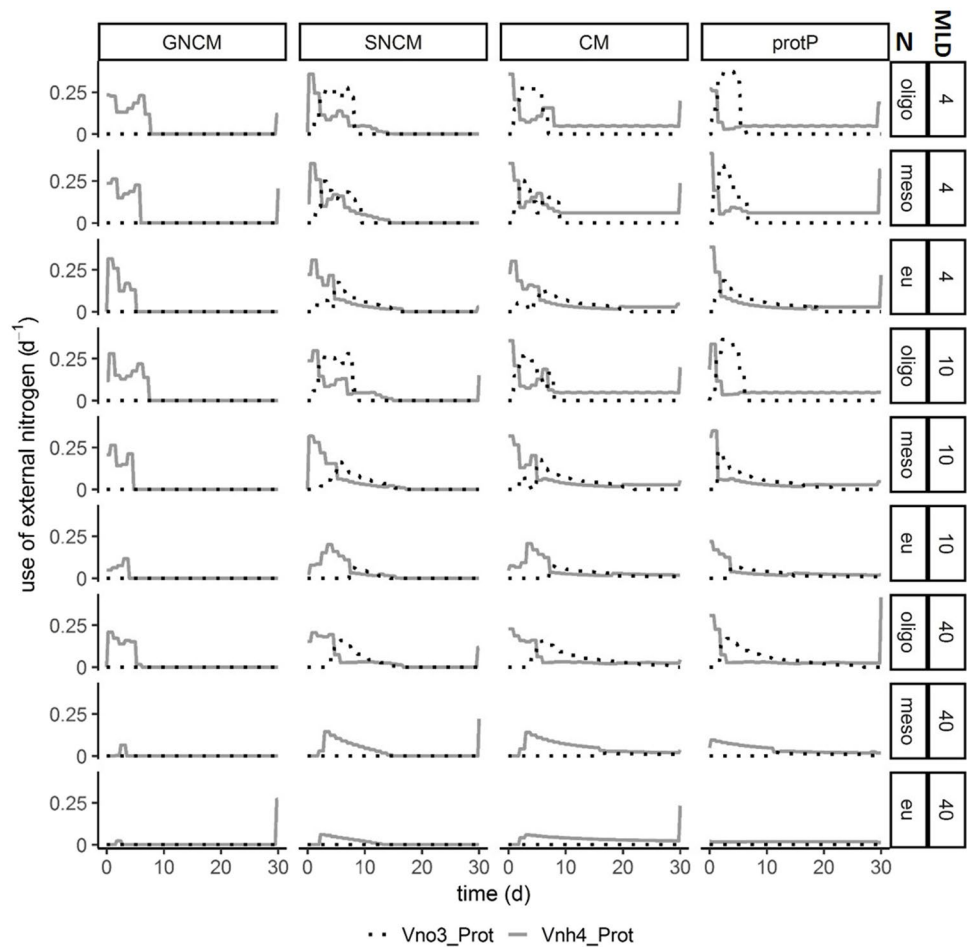 GNCM SNCM CM protP N MLD
0.25 oligo 4
0
0.25 meso 4
0
0.25 eu 4
0
0.25 oligo 10
0
0.25 meso 10
0
0.25 eu 10
0
0.25 oligo 40
0
0.25 meso 40
0
0.25 eu 40
0
use of external nitrogen (d⁻¹)
0 10 20 30 0 10 20 30 0 10 20 30 0 10 20 30
time (d)
Vno3_Prot Vnh4_Prot